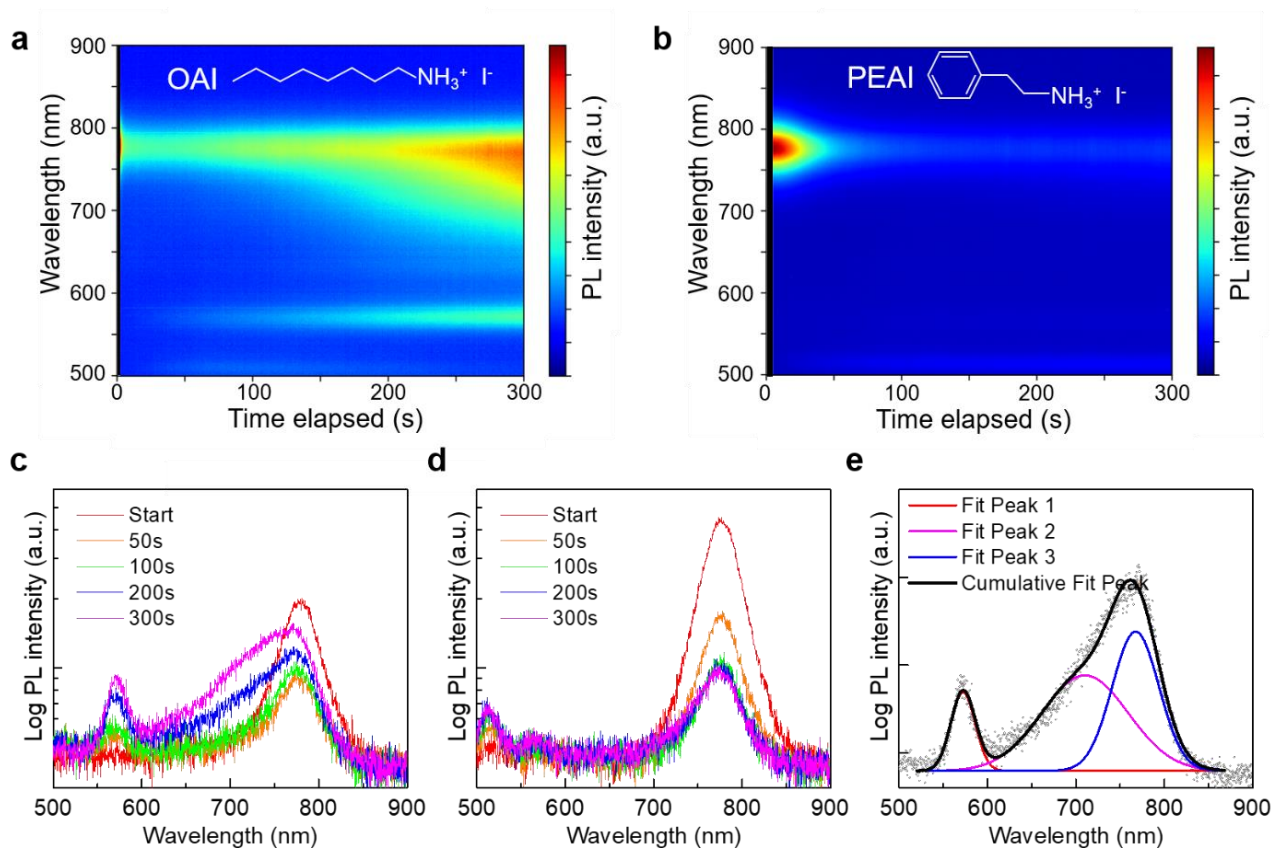 a
900
800
700
600
500
Wavelength (nm)
OAI
NH₃⁺ I⁻
0
100
200
300
Time elapsed (s)
PL intensity (a.u.)
b
900
800
700
600
500
Wavelength (nm)
PEAI
NH₃⁺ I⁻
0
100
200
300
Time elapsed (s)
PL intensity (a.u.)
c
Log PL intensity (a.u.)
Start
50s
100s
200s
300s
500
600
700
800
900
Wavelength (nm)
d
Log PL intensity (a.u.)
Start
50s
100s
200s
300s
500
600
700
800
900
Wavelength (nm)
e
Log PL intensity (a.u.)
Fit Peak 1
Fit Peak 2
Fit Peak 3
Cumulative Fit Peak
500
600
700
800
900
Wavelength (nm)